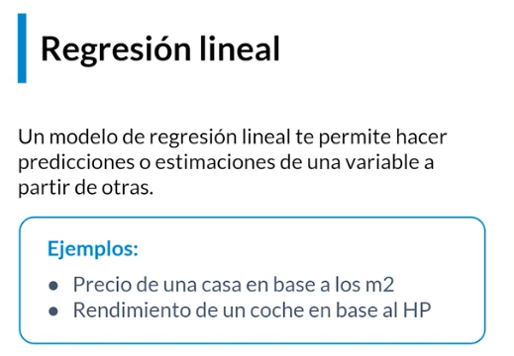 Regresión lineal
Un modelo de regresión lineal te permite hacer
predicciones o estimaciones de una variable a
partir de otras.
Ejemplos:
● Precio de una casa en base a los m2
● Rendimiento de un coche en base al HP